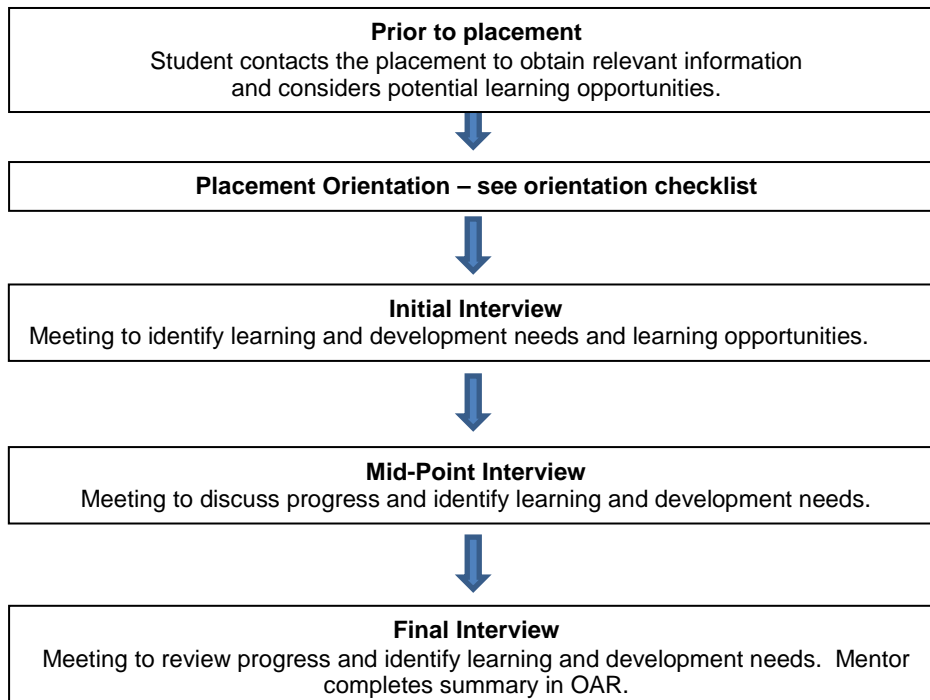 Prior to placement
Student contacts the placement to obtain relevant information
and considers potential learning opportunities.
Placement Orientation – see orientation checklist
Initial Interview
Meeting to identify learning and development needs and learning opportunities.
Mid-Point Interview
Meeting to discuss progress and identify learning and development needs.
Final Interview
Meeting to review progress and identify learning and development needs.  Mentor
completes summary in OAR.